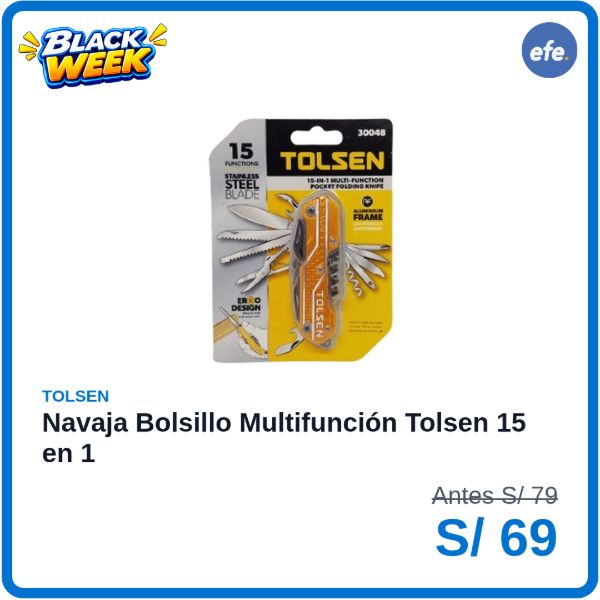 BLACK
WEEK
efe.
30048
15
FUNCTIONS
TOLSEN
15-IN-1 MULTI-FUNCTION
POCKET FOLDING KNIFE
STAINLESS
STEEL
BLADE
ALUMINIUM
FRAME
ERGO
DESIGN
TOLSEN
TOLSEN
Navaja Bolsillo Multifunción Tolsen 15
en 1
Antes S/ 79
S/ 69